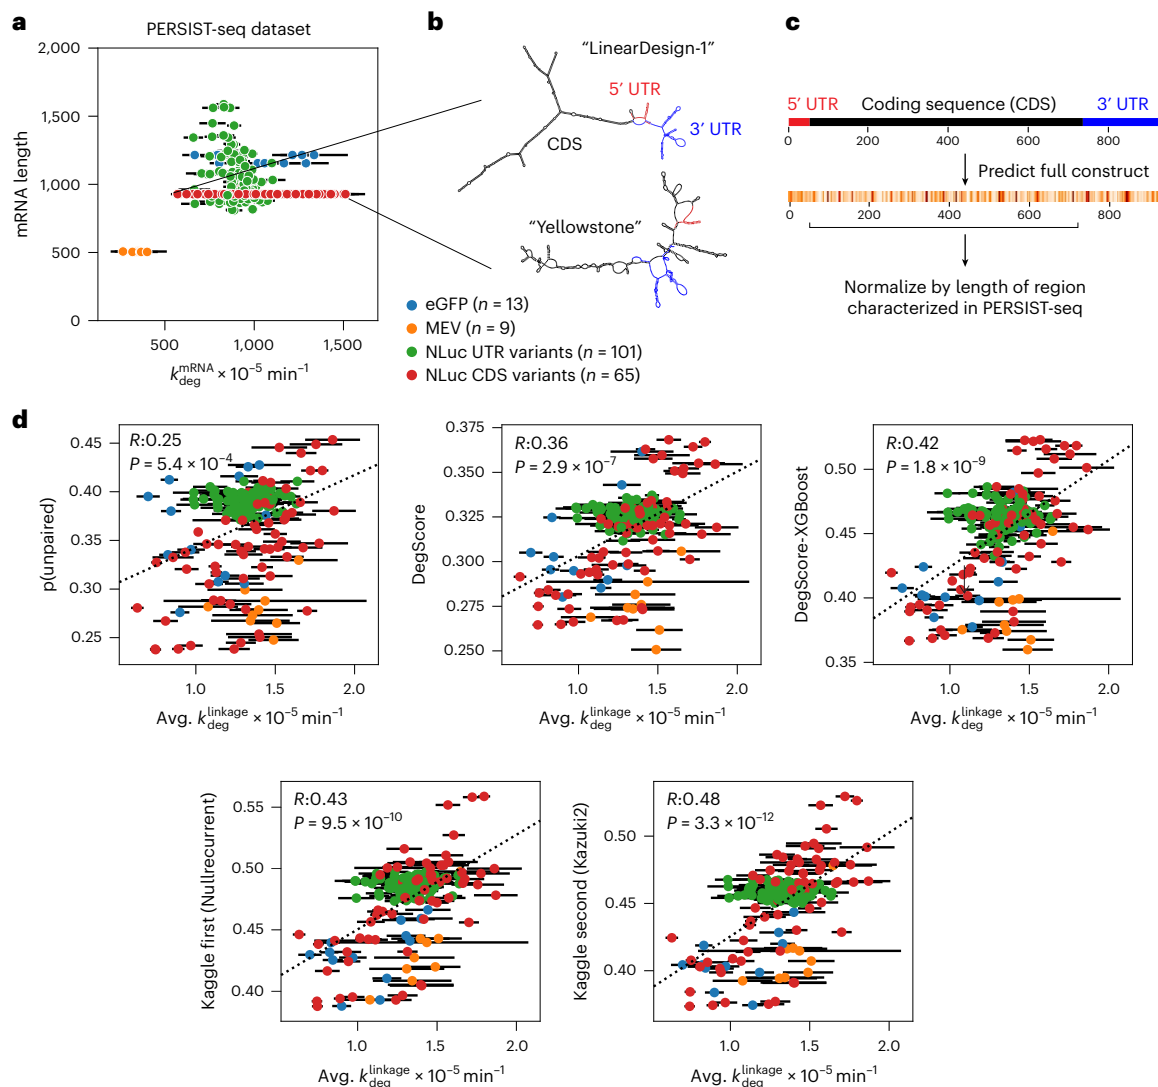 a
PERSIST-seq dataset
2,000
1,500
1,000
500
0
mRNA length
500
1,000
1,500
k_deg^mRNA × 10⁻⁵ min⁻¹
b
“LinearDesign-1”
5′ UTR
3′ UTR
CDS
“Yellowstone”
eGFP (n = 13)
MEV (n = 9)
NLuc UTR variants (n = 101)
NLuc CDS variants (n = 65)
c
5′ UTR
Coding sequence (CDS)
3′ UTR
0 200 400 600 800
Predict full construct
0 200 400 600 800
Normalize by length of region
characterized in PERSIST-seq
d
R:0.25
P = 5.4 × 10⁻⁴
0.45
0.40
0.35
0.30
0.25
p(unpaired)
1.0 1.5 2.0
Avg. k_deg^linkage × 10⁻⁵ min⁻¹
R:0.36
P = 2.9 × 10⁻⁷
0.375
0.350
0.325
0.300
0.275
0.250
DegScore
1.0 1.5 2.0
Avg. k_deg^linkage × 10⁻⁵ min⁻¹
R:0.42
P = 1.8 × 10⁻⁹
0.50
0.45
0.40
0.35
DegScore-XGBoost
1.0 1.5 2.0
Avg. k_deg^linkage × 10⁻⁵ min⁻¹
R:0.43
P = 9.5 × 10⁻¹⁰
0.55
0.50
0.45
0.40
Kaggle first (Nullrecurrent)
1.0 1.5 2.0
Avg. k_deg^linkage × 10⁻⁵ min⁻¹
R:0.48
P = 3.3 × 10⁻¹²
0.50
0.45
0.40
Kaggle second (Kazuki2)
1.0 1.5 2.0
Avg. k_deg^linkage × 10⁻⁵ min⁻¹